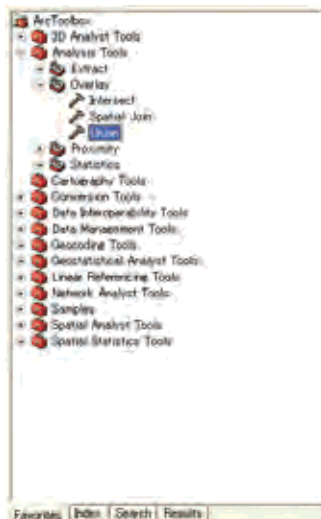 ArcToolbox
3D Analyst Tools
Analysis Tools
Extract
Overlay
Intersect
Spatial Join
Union
Proximity
Statistics
Cartography Tools
Conversion Tools
Data Interoperability Tools
Data Management Tools
Geocoding Tools
Geostatistical Analyst Tools
Linear Referencing Tools
Network Analyst Tools
Samples
Spatial Analyst Tools
Spatial Statistics Tools
Favorites Index Search Results